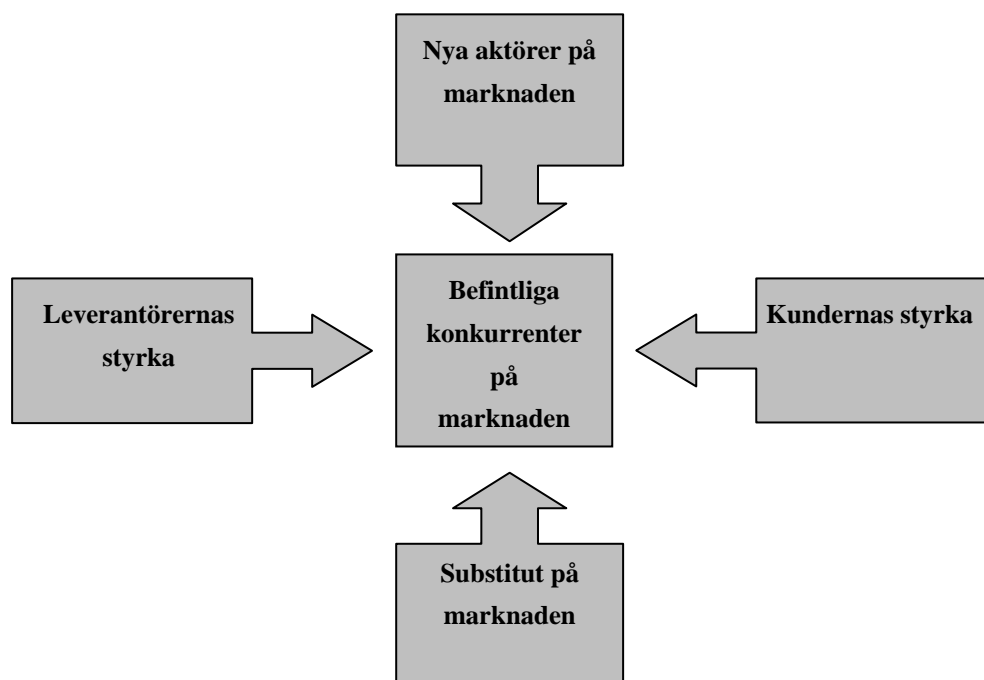 Nya aktörer på
marknaden
Leverantörernas
styrka
Befintliga
konkurrenter
på
marknaden
Kundernas styrka
Substitut på
marknaden